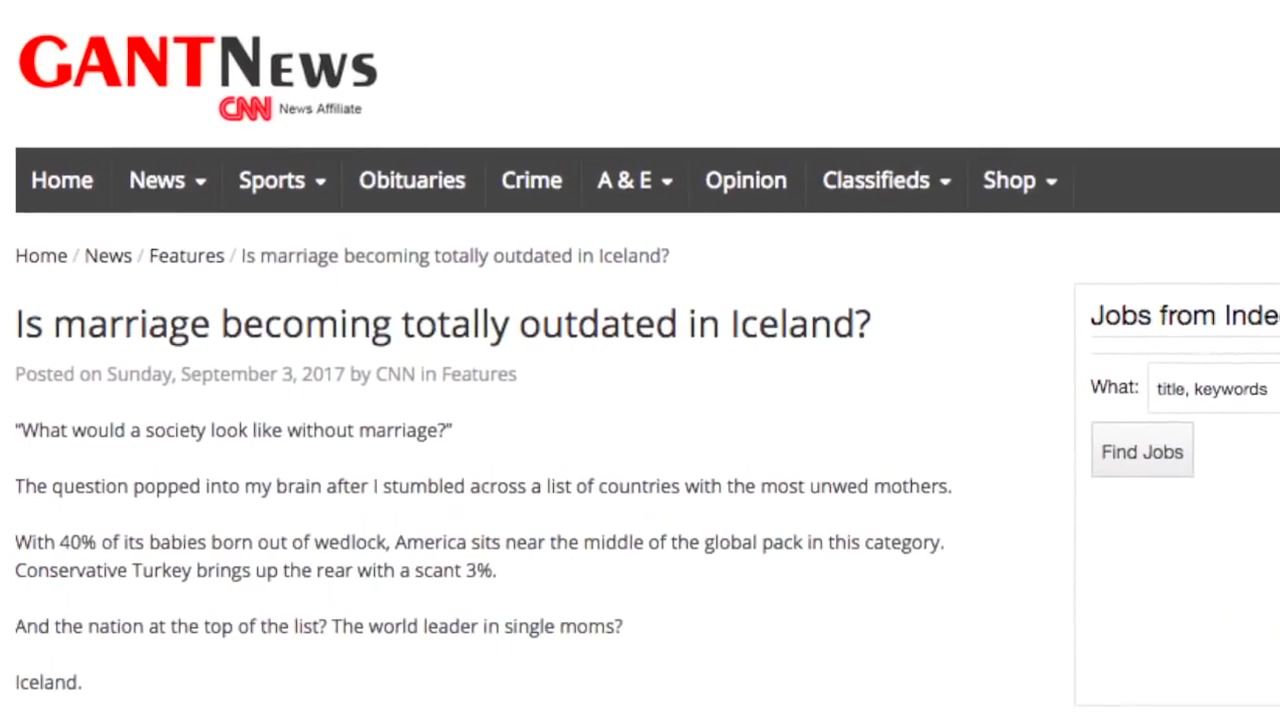 GANTNEWS
CNN News Affiliate
Home News Sports Obituaries Crime A & E Opinion Classifieds Shop
Home / News / Features / Is marriage becoming totally outdated in Iceland?
Is marriage becoming totally outdated in Iceland?
Posted on Sunday, September 3, 2017 by CNN in Features
“What would a society look like without marriage?”
The question popped into my brain after I stumbled across a list of countries with the most unwed mothers.
With 40% of its babies born out of wedlock, America sits near the middle of the global pack in this category.
Conservative Turkey brings up the rear with a scant 3%.
And the nation at the top of the list? The world leader in single moms?
Iceland.
Jobs from Inde
What: title, keywords
Find Jobs